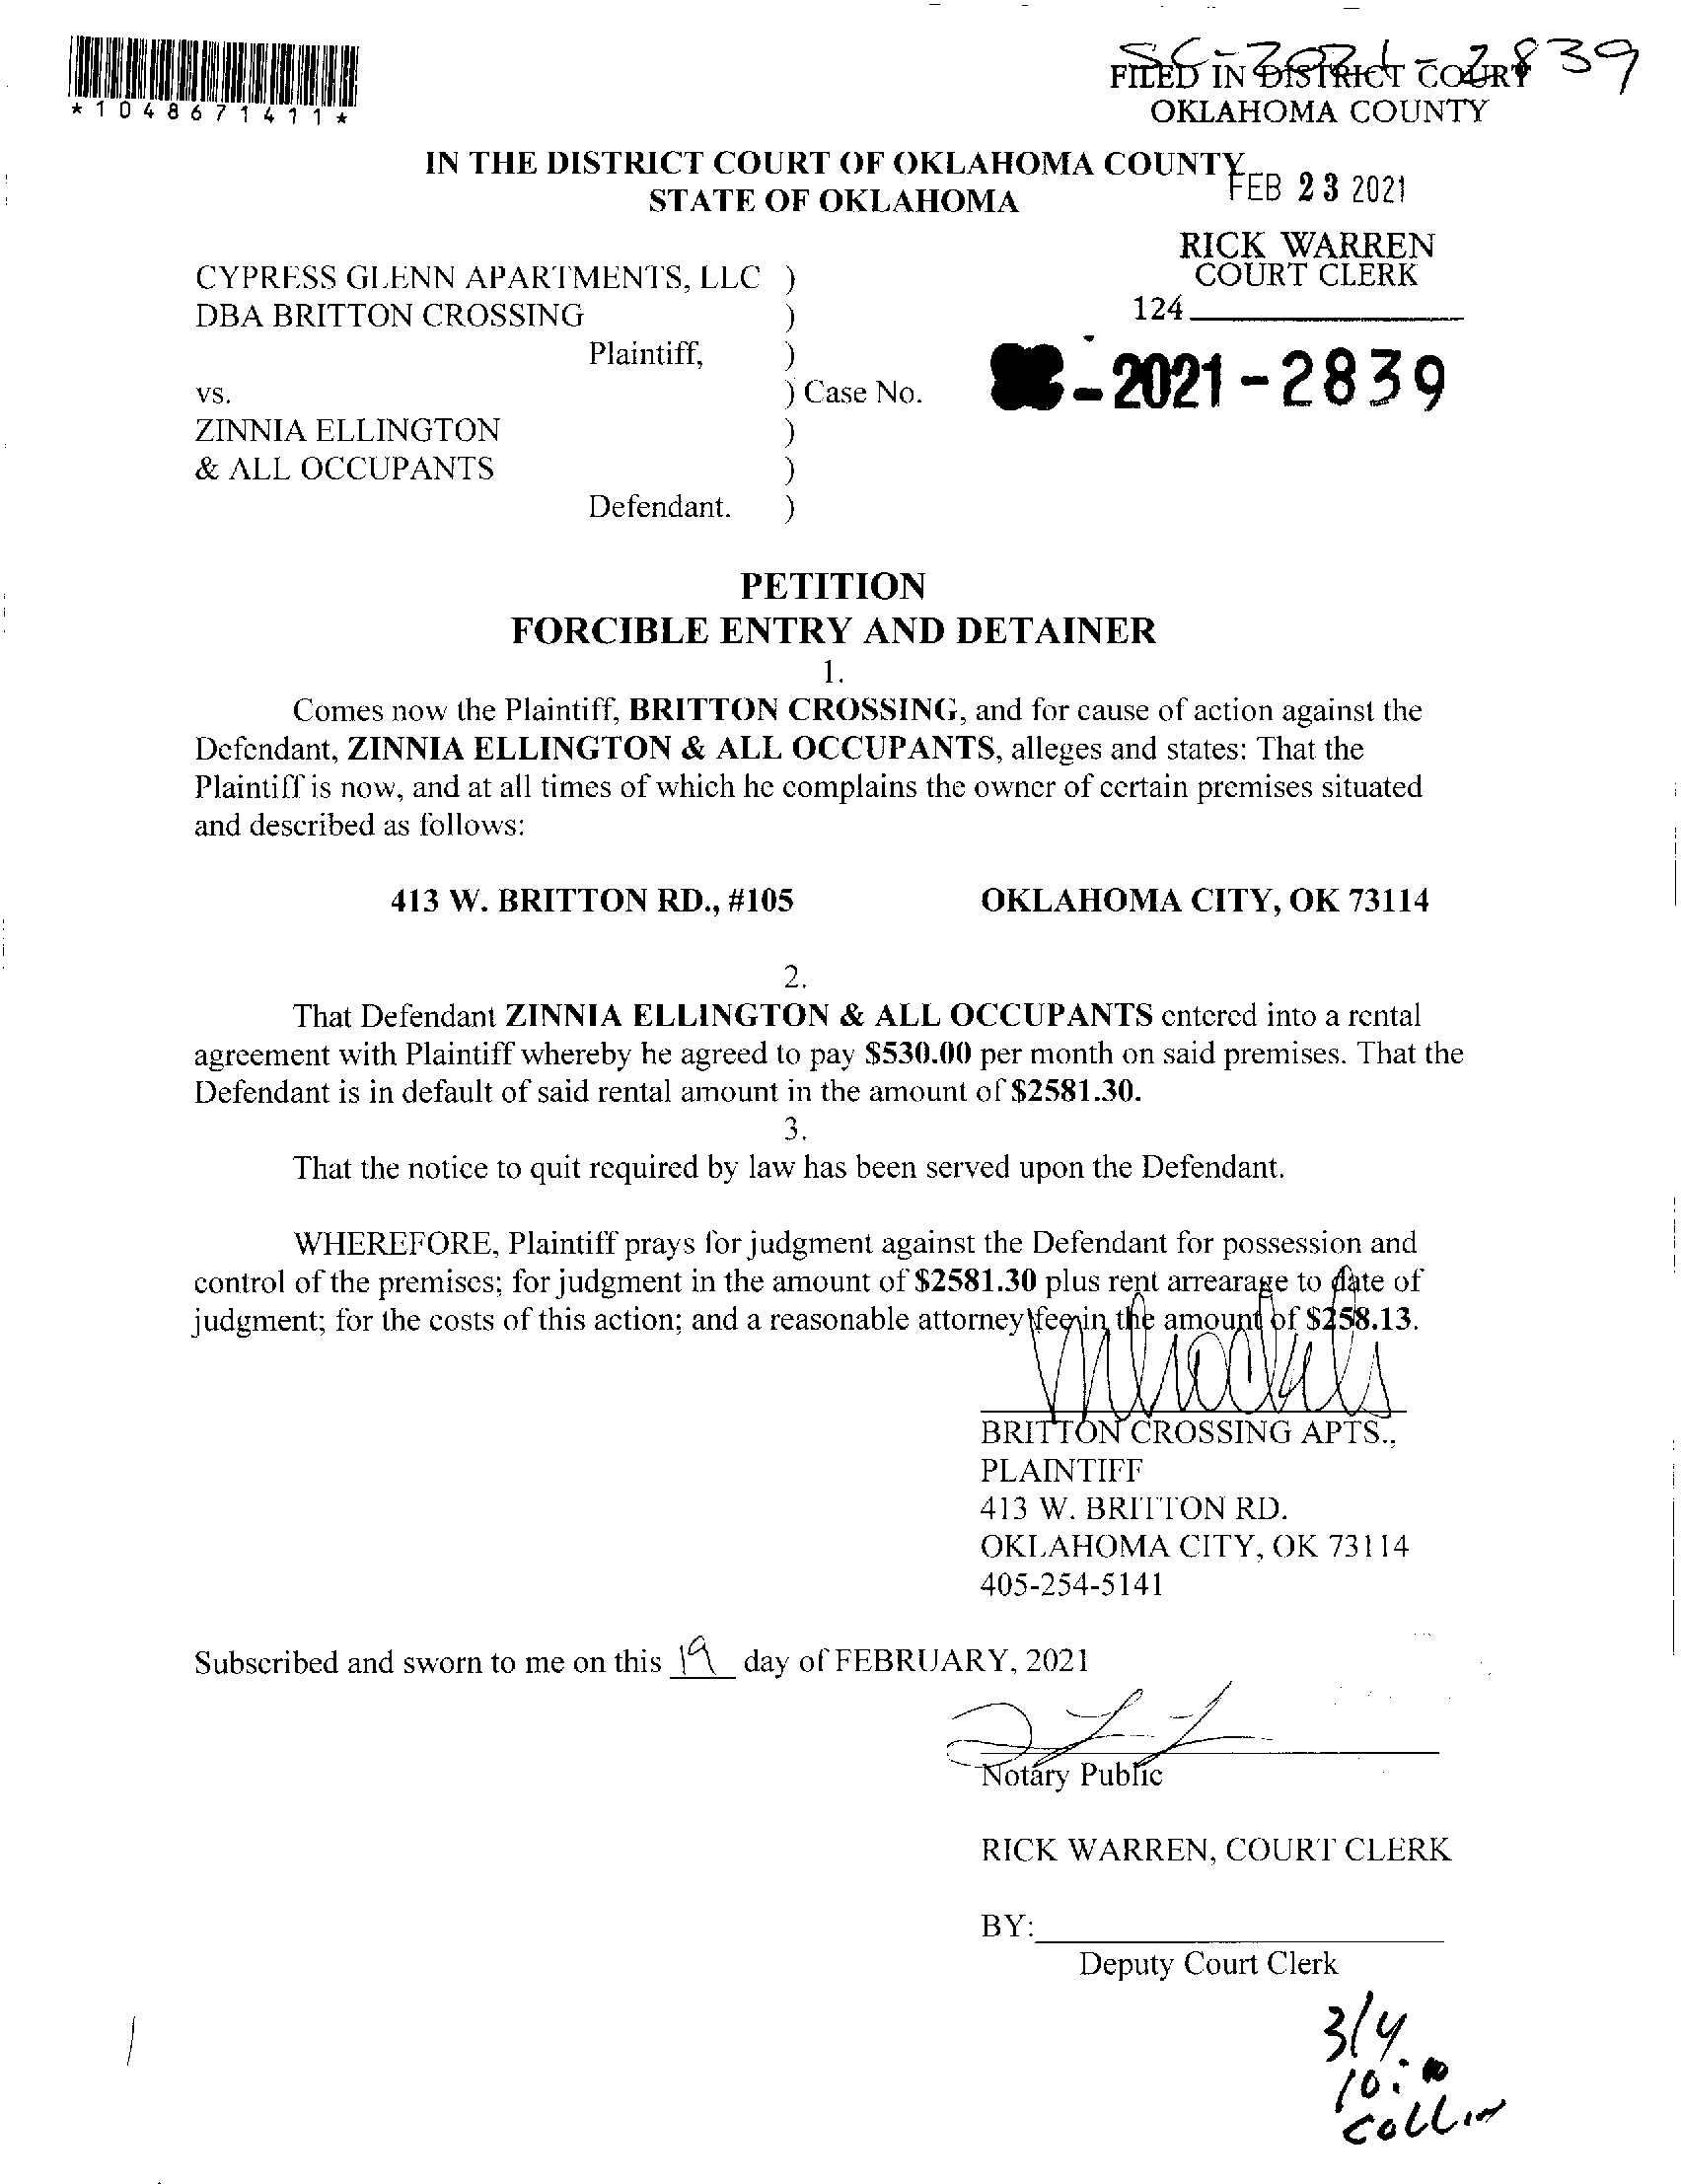 SC-2021-2839
FILED IN DISTRICT COURT
OKLAHOMA COUNTY
*1048671411*
IN THE DISTRICT COURT OF OKLAHOMA COUNTY
STATE OF OKLAHOMA
FEB 23 2021
RICK WARREN
COURT CLERK
124
CYPRESS GLENN APARTMENTS, LLC )
DBA BRITTON CROSSING )
Plaintiff, )
vs. ) Case No. -2021-2839
ZINNIA ELLINGTON )
& ALL OCCUPANTS )
Defendant. )
PETITION
FORCIBLE ENTRY AND DETAINER
1.
Comes now the Plaintiff, BRITTON CROSSING, and for cause of action against the
Defendant, ZINNIA ELLINGTON & ALL OCCUPANTS, alleges and states: That the
Plaintiff is now, and at all times of which he complains the owner of certain premises situated
and described as follows:
413 W. BRITTON RD., #105 OKLAHOMA CITY, OK 73114
2.
That Defendant ZINNIA ELLINGTON & ALL OCCUPANTS entered into a rental
agreement with Plaintiff whereby he agreed to pay $530.00 per month on said premises. That the
Defendant is in default of said rental amount in the amount of $2581.30.
3.
That the notice to quit required by law has been served upon the Defendant.
WHEREFORE, Plaintiff prays for judgment against the Defendant for possession and
control of the premises; for judgment in the amount of $2581.30 plus rent arrearage to date of
judgment; for the costs of this action; and a reasonable attorney fee in the amount of $258.13.
BRITTON CROSSING APTS.,
PLAINTIFF
413 W. BRITTON RD.
OKLAHOMA CITY, OK 73114
405-254-5141
Subscribed and sworn to me on this 19 day of FEBRUARY, 2021
Notary Public
RICK WARREN, COURT CLERK
BY:
Deputy Court Clerk
3/4
10:00
Collin